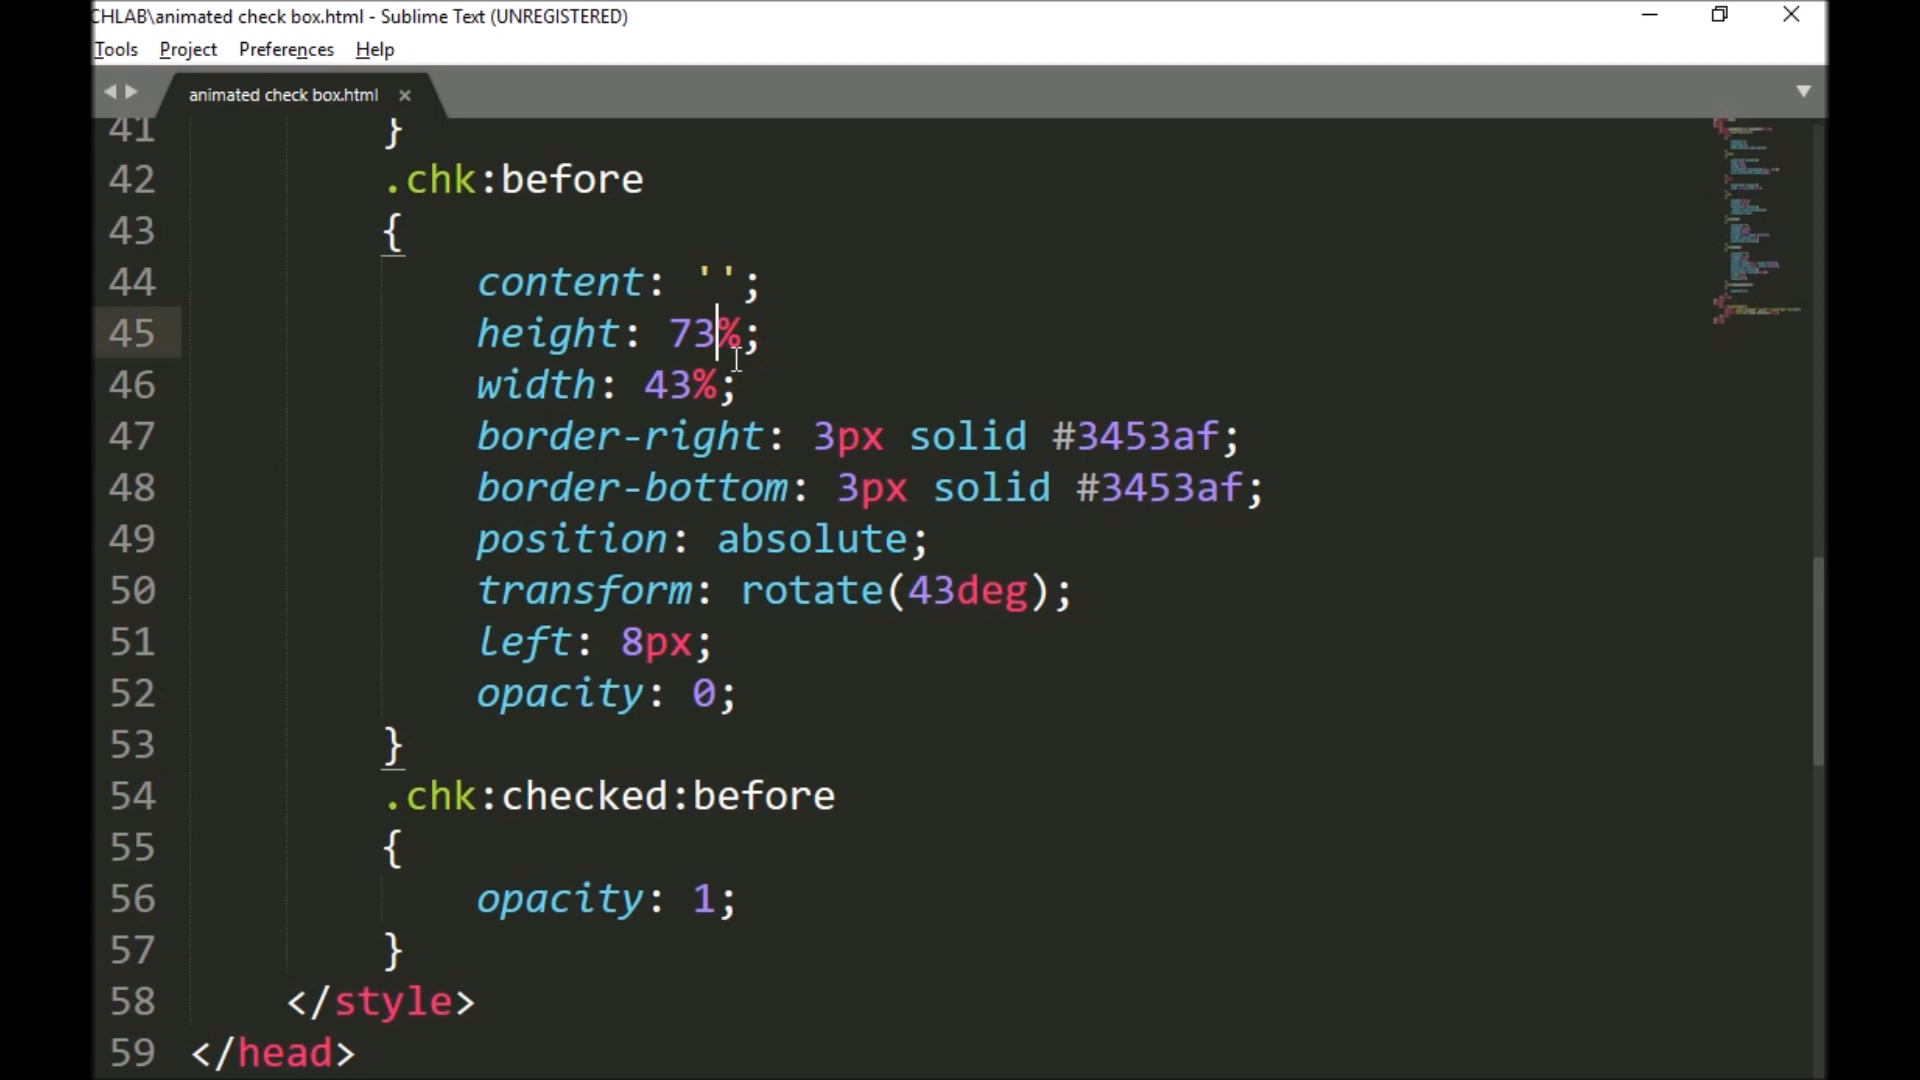 CHLAB\animated check box.html - Sublime Text (UNREGISTERED)
Tools Project Preferences Help
animated check box.html ×
41 }
42 .chk:before
43 {
44 content: '';
45 height: 73%;
46 width: 43%;
47 border-right: 3px solid #3453af;
48 border-bottom: 3px solid #3453af;
49 position: absolute;
50 transform: rotate(43deg);
51 left: 8px;
52 opacity: 0;
53 }
54 .chk:checked:before
55 {
56 opacity: 1;
57 }
58 </style>
59 </head>